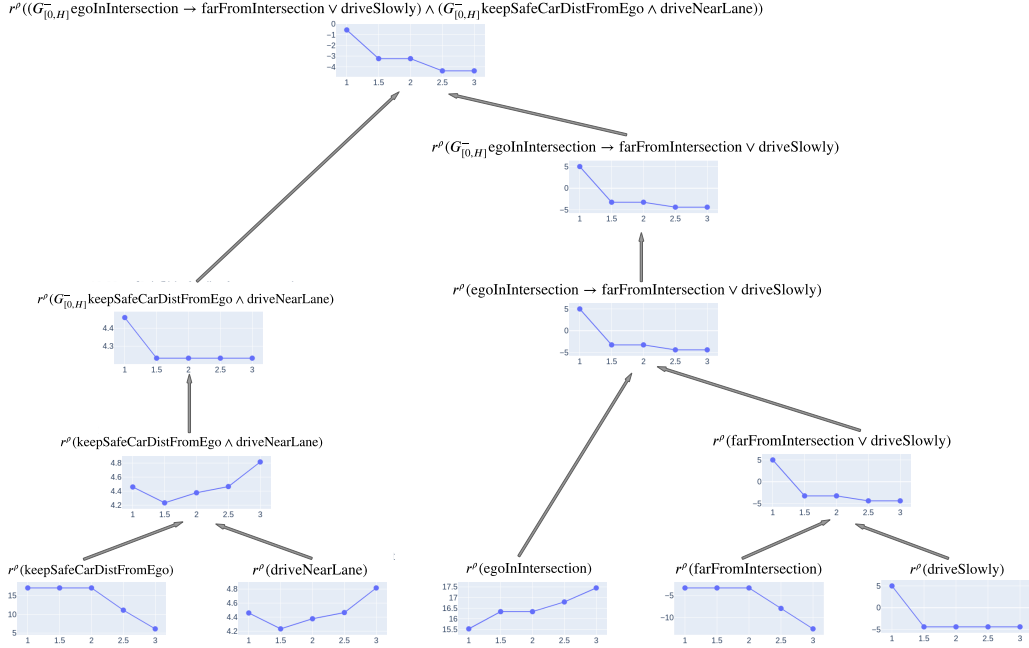 r^ρ((G^-_{[0,H]}egoInIntersection → farFromIntersection ∨ driveSlowly) ∧ (G^-_{[0,H]}keepSafeCarDistFromEgo ∧ driveNearLane))
0
−1
−2
−3
−4
1 1.5 2 2.5 3
r^ρ(G^-_{[0,H]}egoInIntersection → farFromIntersection ∨ driveSlowly)
5
0
−5
1 1.5 2 2.5 3
r^ρ(G^-_{[0,H]}keepSafeCarDistFromEgo ∧ driveNearLane)
4.4
4.3
1 1.5 2 2.5 3
r^ρ(egoInIntersection → farFromIntersection ∨ driveSlowly)
5
0
−5
1 1.5 2 2.5 3
r^ρ(keepSafeCarDistFromEgo ∧ driveNearLane)
4.8
4.6
4.4
4.2
1 1.5 2 2.5 3
r^ρ(farFromIntersection ∨ driveSlowly)
5
0
−5
1 1.5 2 2.5 3
r^ρ(keepSafeCarDistFromEgo)
15
10
5
1 1.5 2 2.5 3
r^ρ(driveNearLane)
4.8
4.6
4.4
4.2
1 1.5 2 2.5 3
r^ρ(egoInIntersection)
17.5
17
16.5
16
15.5
1 1.5 2 2.5 3
r^ρ(farFromIntersection)
−5
−10
1 1.5 2 2.5 3
r^ρ(driveSlowly)
5
0
−5
1 1.5 2 2.5 3